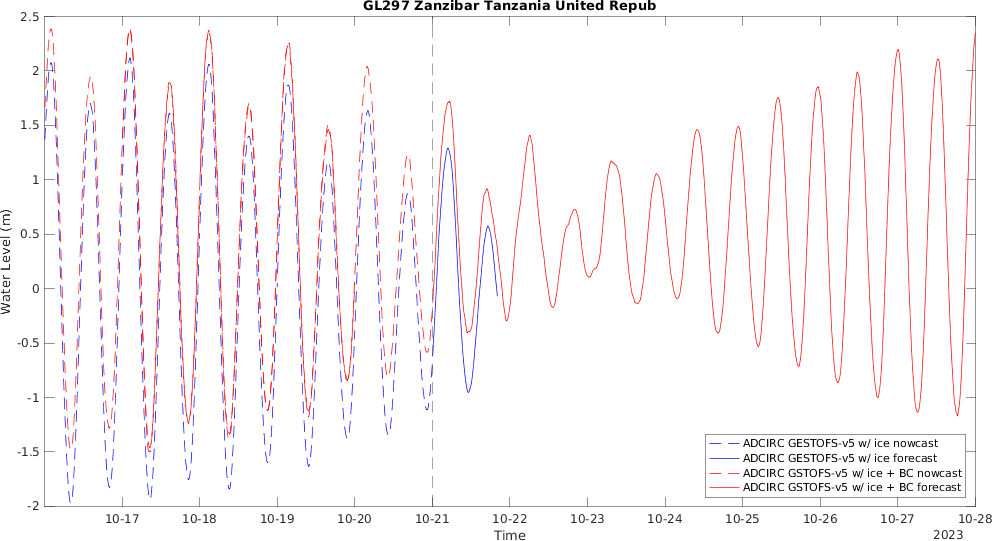 GL297 Zanzibar Tanzania United Repub
2.5
2
1.5
1
0.5
0
-0.5
-1
-1.5
-2
Water Level (m)
ADCIRC GESTOFS-v5 w/ ice nowcast
ADCIRC GESTOFS-v5 w/ ice forecast
ADCIRC GSTOFS-v5 w/ ice + BC nowcast
ADCIRC GSTOFS-v5 w/ ice + BC forecast
10-17 10-18 10-19 10-20 10-21 10-22 10-23 10-24 10-25 10-26 10-27 10-28
Time
2023